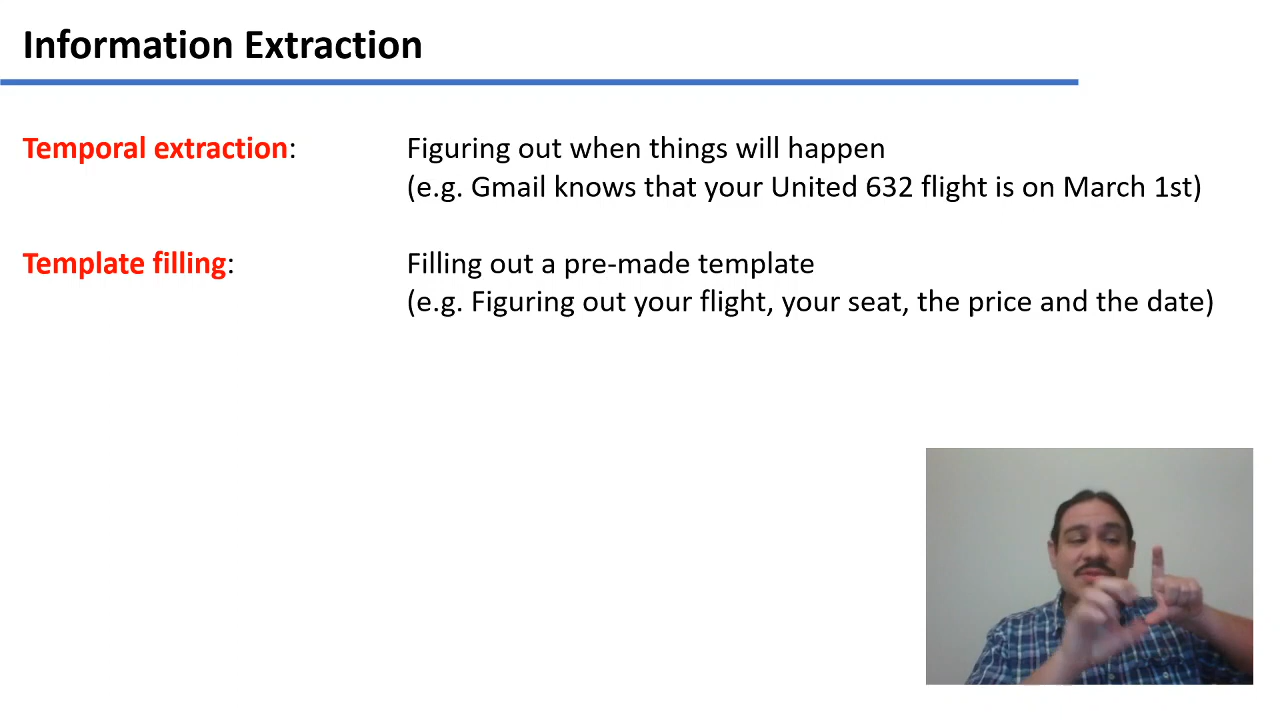 Information Extraction
Temporal extraction: Figuring out when things will happen
(e.g. Gmail knows that your United 632 flight is on March 1st)
Template filling: Filling out a pre-made template
(e.g. Figuring out your flight, your seat, the price and the date)